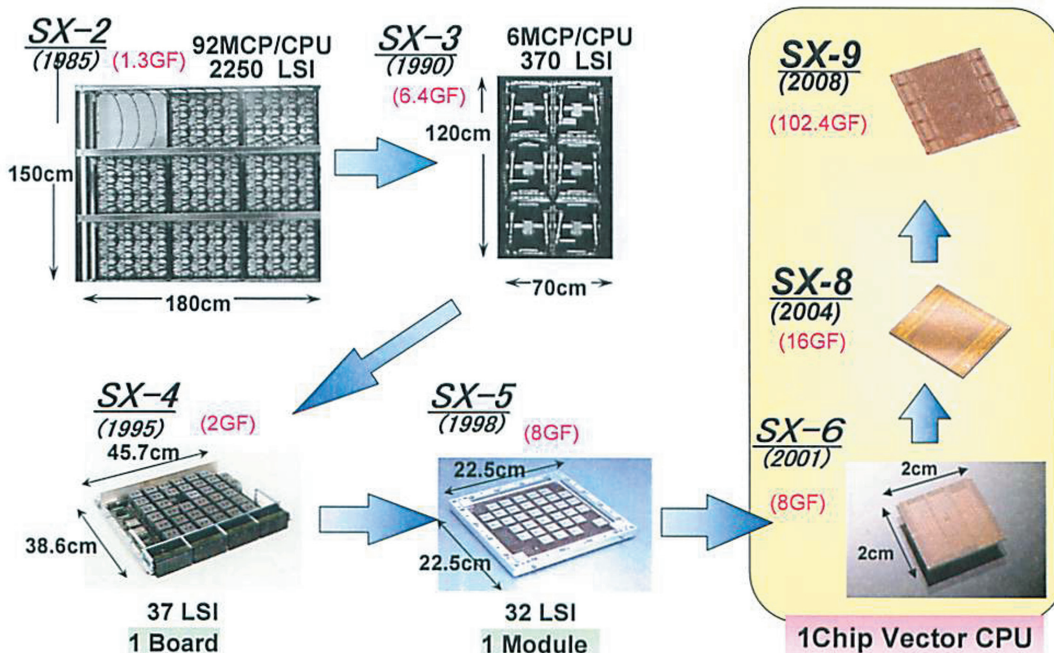 SX-2
(1985) (1.3GF)
92MCP/CPU
2250 LSI
150cm
180cm
SX-3
(1990)
(6.4GF)
6MCP/CPU
370 LSI
120cm
70cm
SX-4
(1995) (2GF)
45.7cm
38.6cm
37 LSI
1 Board
SX-5
(1998) (8GF)
22.5cm
22.5cm
32 LSI
1 Module
SX-9
(2008)
(102.4GF)
SX-8
(2004)
(16GF)
SX-6
(2001)
(8GF)
2cm
2cm
1Chip Vector CPU